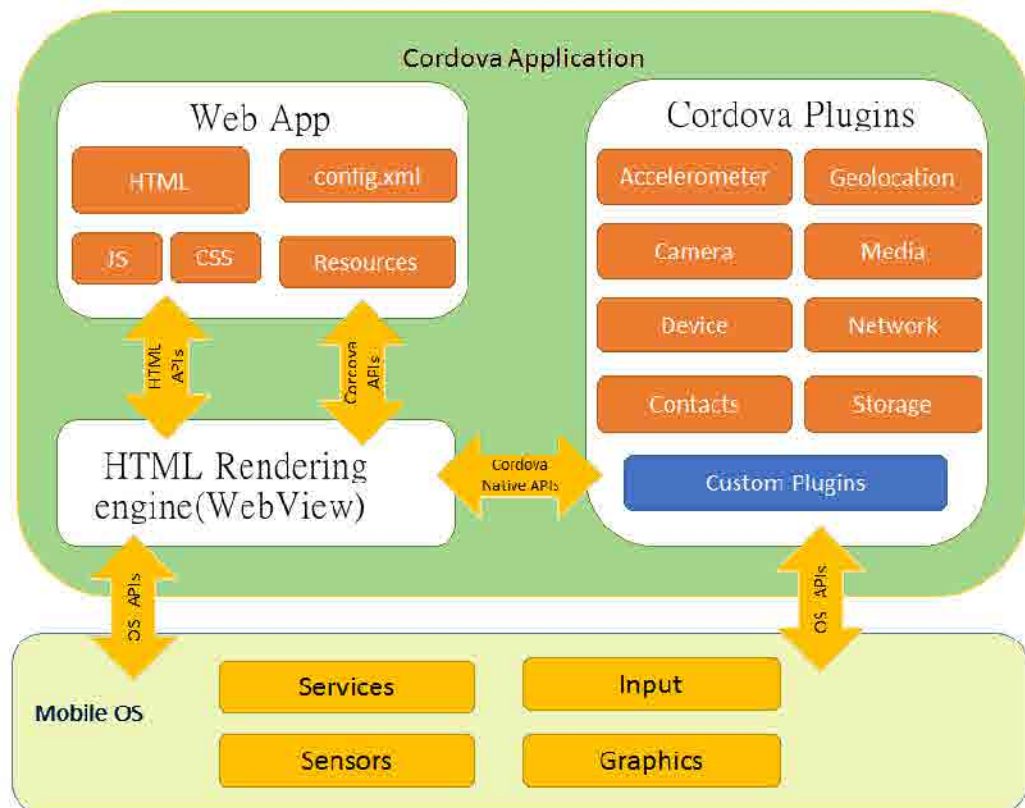 Cordova Application
Web App
HTML
config.xml
JS
CSS
Resources
HTML
APIs
Corcova
APIs
HTML Rendering
engine(WebView)
Cordova
Native APIs
Cordova Plugins
Accelerometer
Geolocation
Camera
Media
Device
Network
Contacts
Storage
Custom Plugins
OS APIs
OS APIs
Mobile OS
Services
Input
Sensors
Graphics